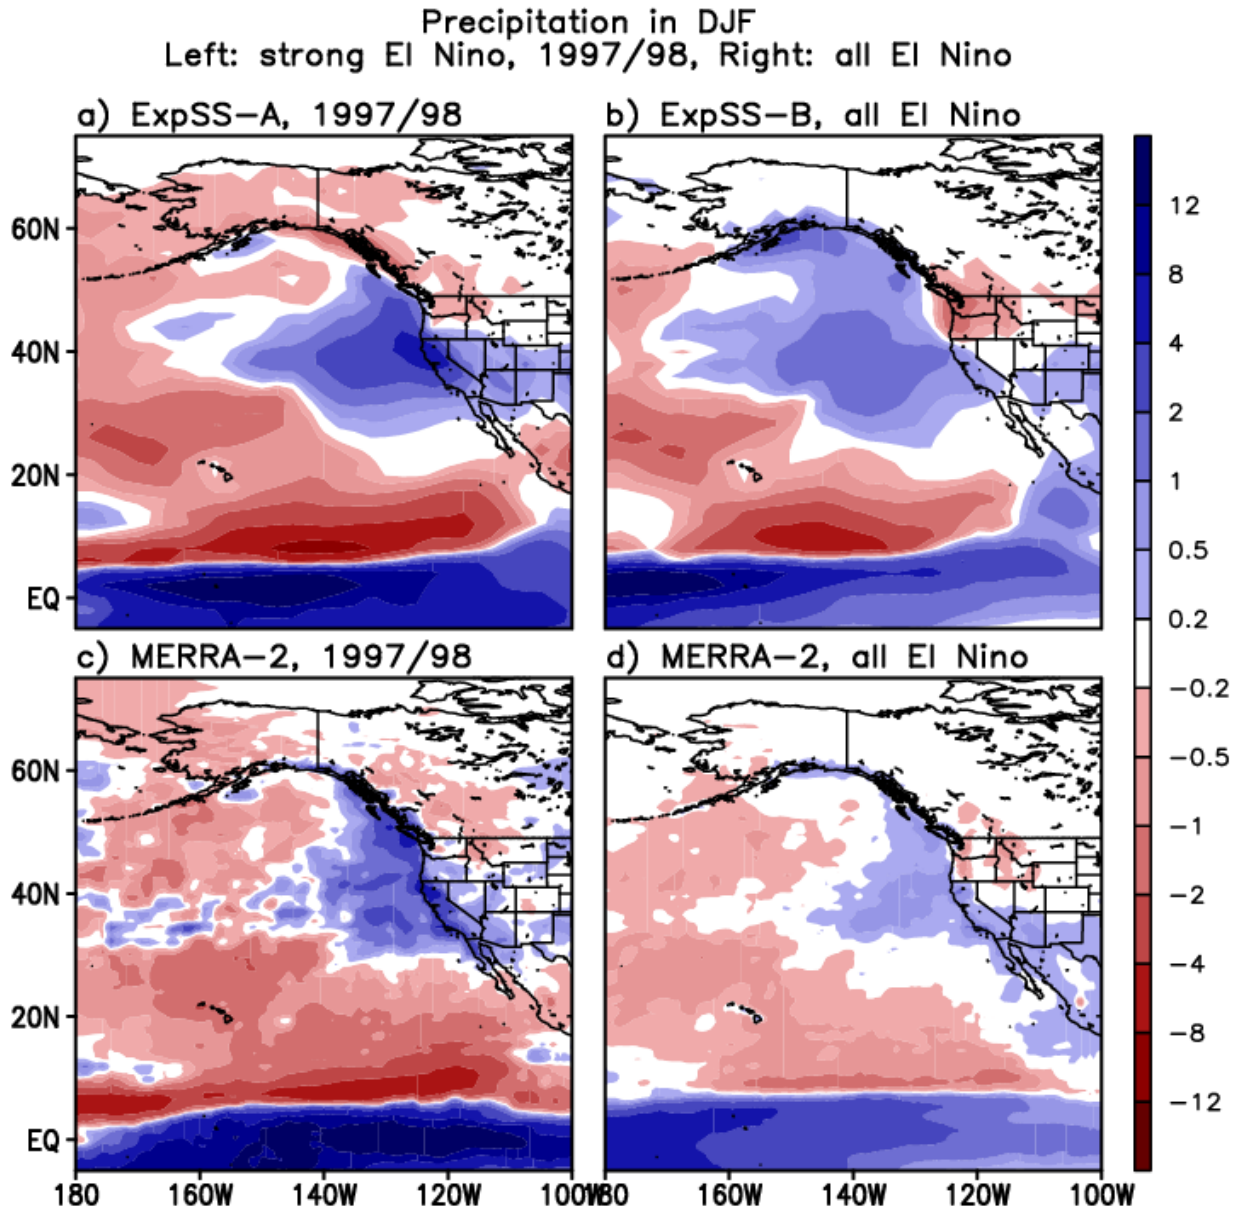 Precipitation in DJF
Left: strong El Nino, 1997/98, Right: all El Nino
a) ExpSS-A, 1997/98
b) ExpSS-B, all El Nino
60N
40N
20N
EQ
c) MERRA-2, 1997/98
d) MERRA-2, all El Nino
60N
40N
20N
EQ
180 160W 140W 120W 100W
180 160W 140W 120W 100W
12
8
4
2
1
0.5
0.2
-0.2
-0.5
-1
-2
-4
-8
-12